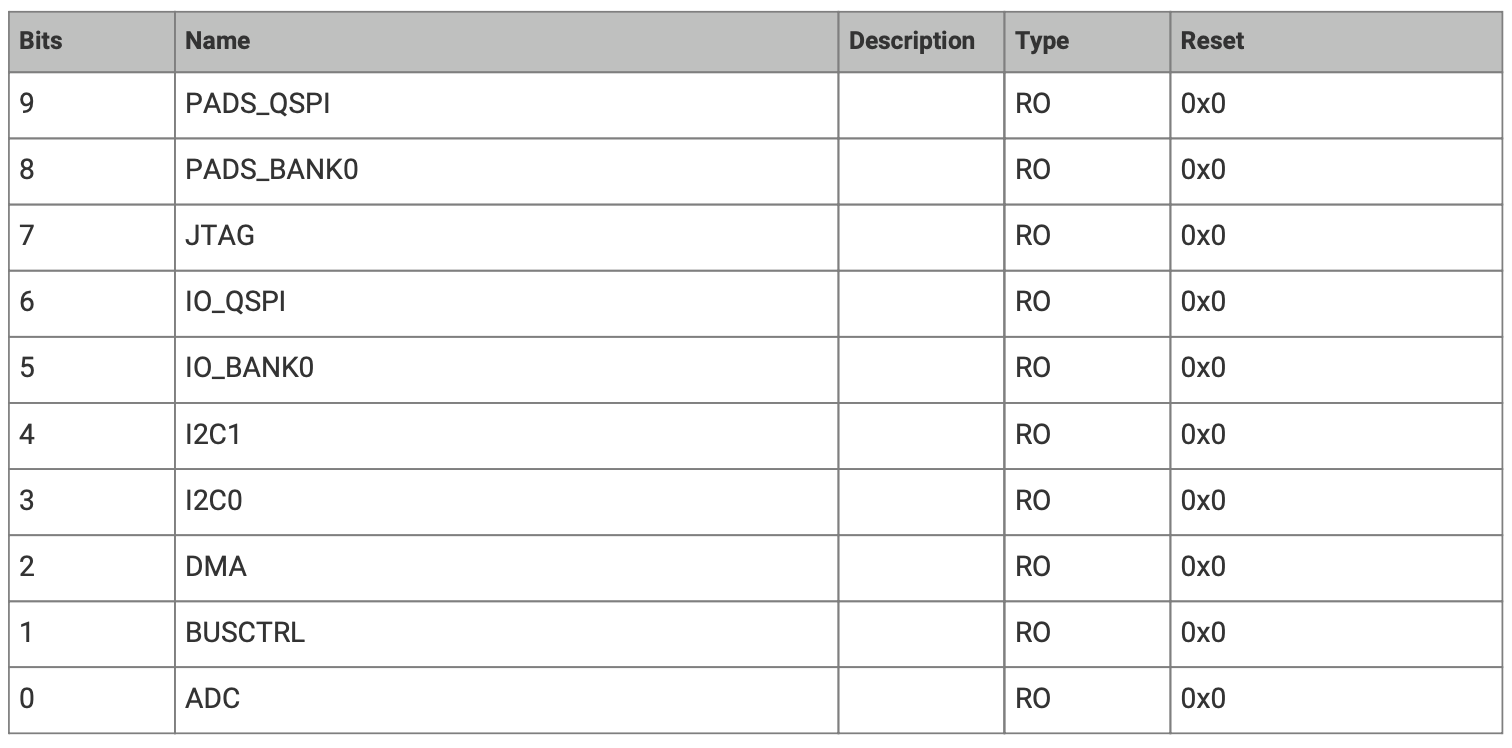 Bits Name Description Type Reset
9 PADS_QSPI RO 0x0
8 PADS_BANK0 RO 0x0
7 JTAG RO 0x0
6 IO_QSPI RO 0x0
5 IO_BANK0 RO 0x0
4 I2C1 RO 0x0
3 I2C0 RO 0x0
2 DMA RO 0x0
1 BUSCTRL RO 0x0
0 ADC RO 0x0